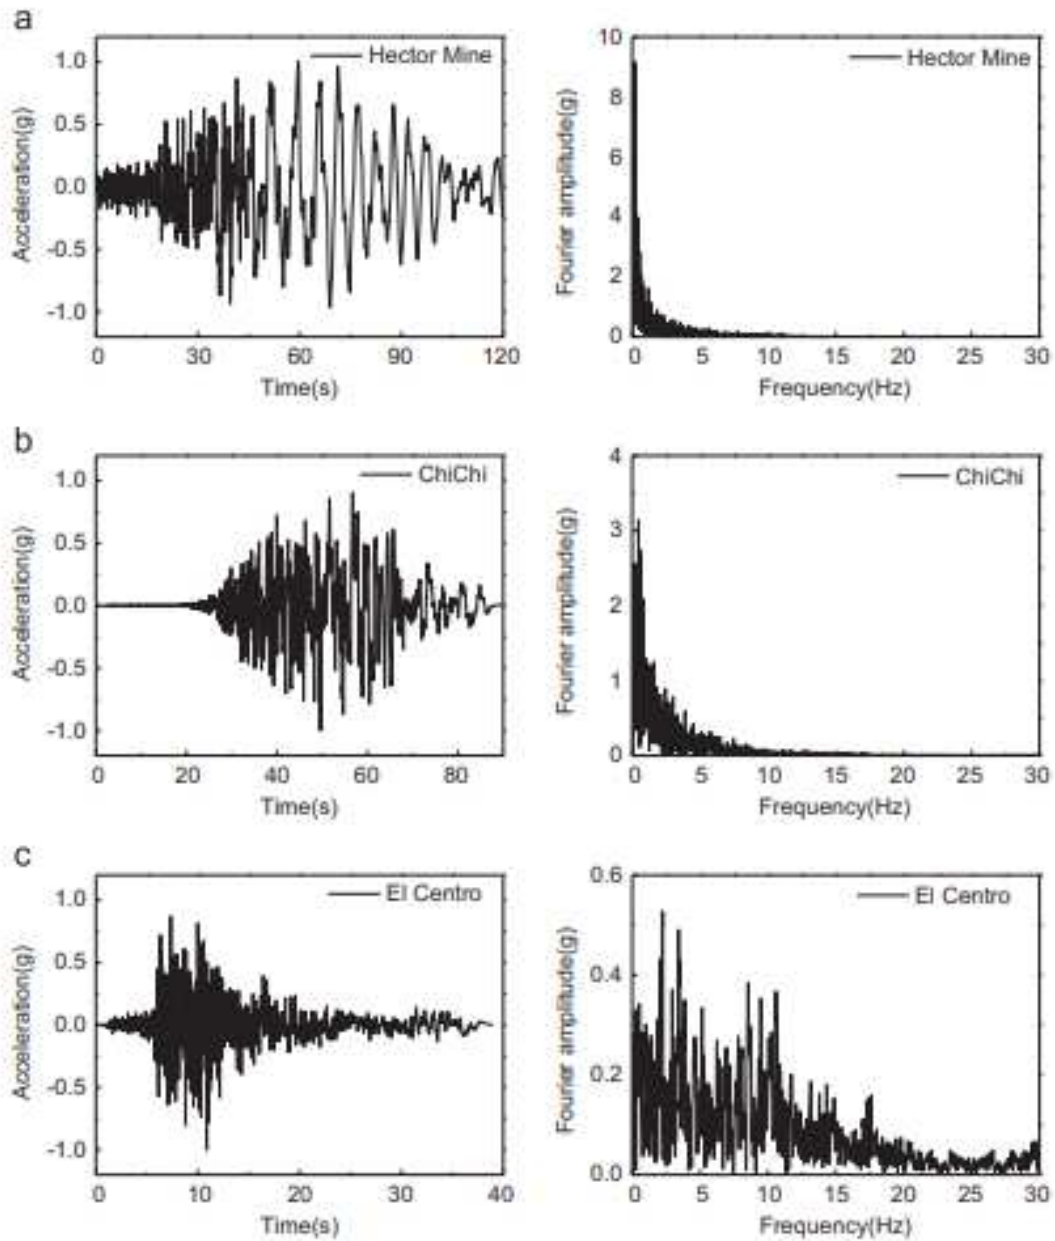 a
1.0
0.5
0.0
-0.5
-1.0
Acceleration(g)
Hector Mine
0 30 60 90 120
Time(s)
10
8
6
4
2
0
Fourier amplitude(g)
Hector Mine
0 5 10 15 20 25 30
Frequency(Hz)
b
1.0
0.5
0.0
-0.5
-1.0
Acceleration(g)
ChiChi
0 20 40 60 80
Time(s)
4
3
2
1
0
Fourier amplitude(g)
ChiChi
0 5 10 15 20 25 30
Frequency(Hz)
c
1.0
0.5
0.0
-0.5
-1.0
Acceleration(g)
El Centro
0 10 20 30 40
Time(s)
0.6
0.4
0.2
0.0
Fourier amplitude(g)
El Centro
0 5 10 15 20 25 30
Frequency(Hz)